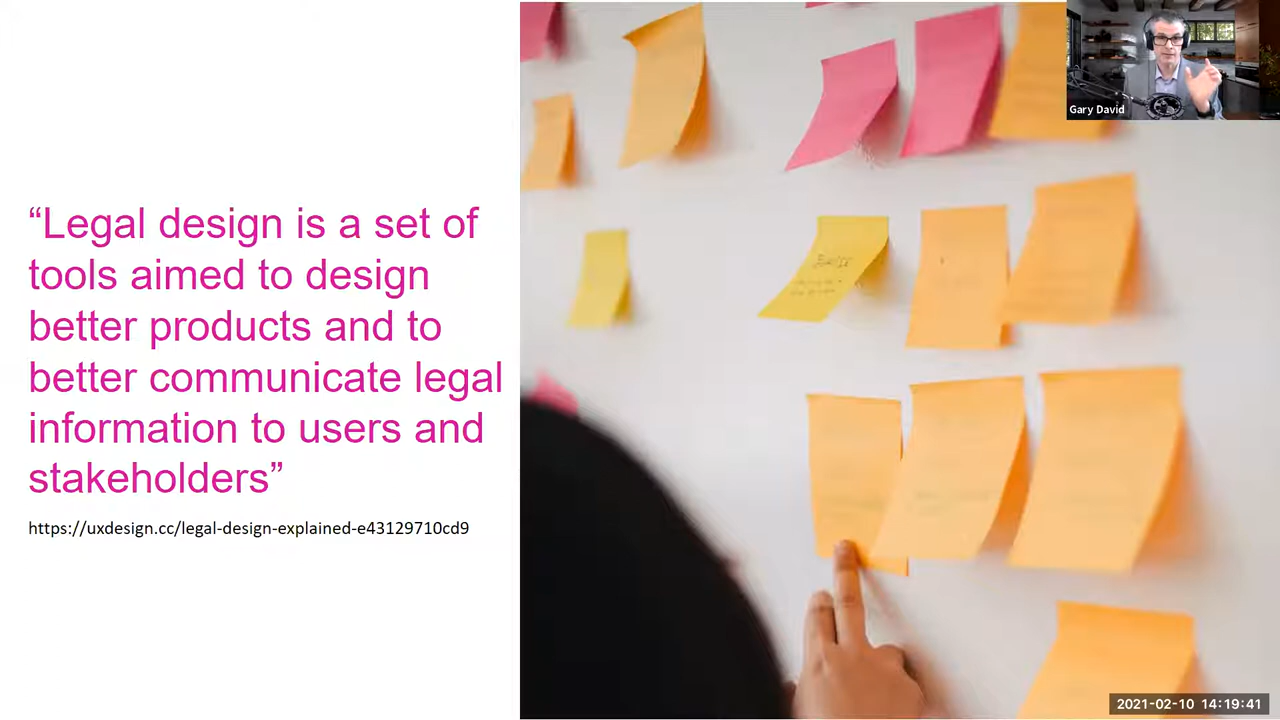 “Legal design is a set of
tools aimed to design
better products and to
better communicate legal
information to users and
stakeholders”
https://uxdesign.cc/legal-design-explained-e43129710cd9
Gary David
2021-02-10 14:19:41